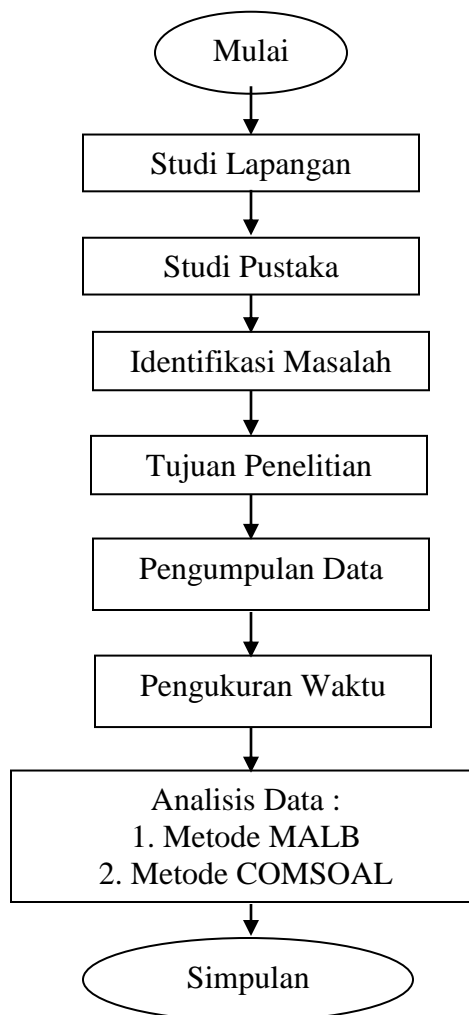 Mulai
Studi Lapangan
Studi Pustaka
Identifikasi Masalah
Tujuan Penelitian
Pengumpulan Data
Pengukuran Waktu
Analisis Data :
1. Metode MALB
2. Metode COMSOAL
Simpulan